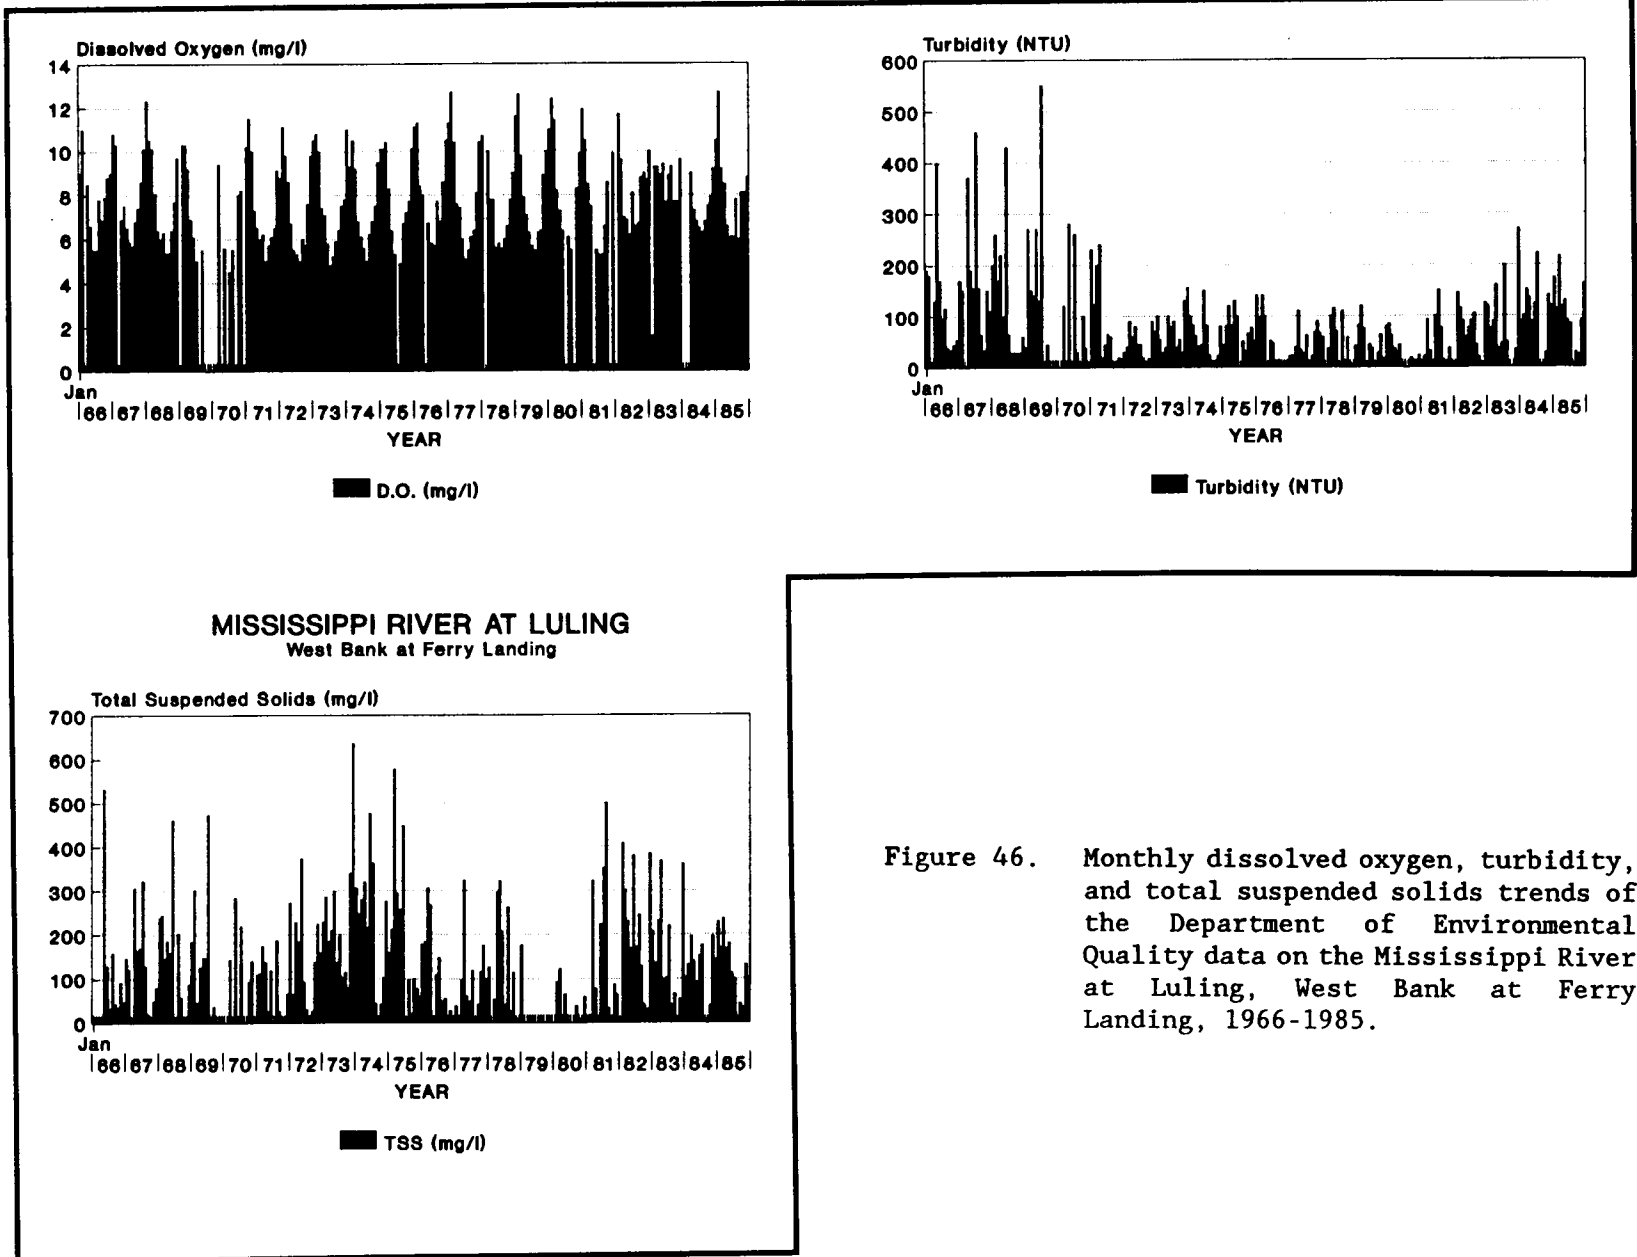 Dissolved Oxygen (mg/l)
14
12
10
8
6
4
2
0
Jan
|66|67|68|69|70|71|72|73|74|75|76|77|78|79|80|81|82|83|84|85|
YEAR
D.O. (mg/l)
Turbidity (NTU)
600
500
400
300
200
100
0
Jan
|66|67|68|69|70|71|72|73|74|75|76|77|78|79|80|81|82|83|84|85|
YEAR
Turbidity (NTU)
MISSISSIPPI RIVER AT LULING
West Bank at Ferry Landing
Total Suspended Solids (mg/l)
700
600
500
400
300
200
100
0
Jan
|66|67|68|69|70|71|72|73|74|75|76|77|78|79|80|81|82|83|84|85|
YEAR
TSS (mg/l)
Figure 46. Monthly dissolved oxygen, turbidity,
and total suspended solids trends of
the Department of Environmental
Quality data on the Mississippi River
at Luling, West Bank at Ferry
Landing, 1966-1985.